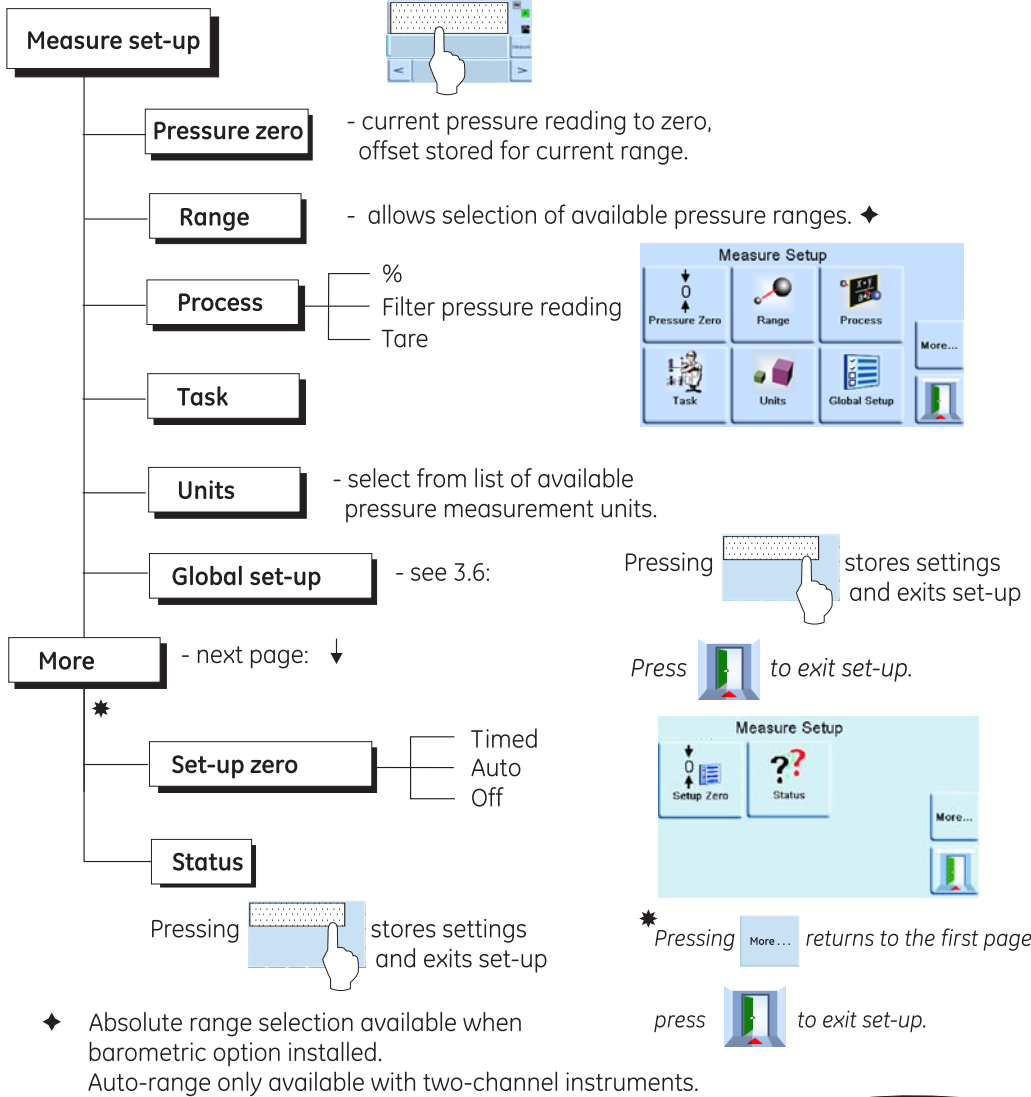 Measure set-up
Measure
<
>
Pressure zero
- current pressure reading to zero,
offset stored for current range.
Range
- allows selection of available pressure ranges. ✦
Process
%
Filter pressure reading
Tare
Measure Setup
0
Pressure Zero
Range
X+Y
Process
More...
Task
Units
Global Setup
Task
Units
- select from list of available
pressure measurement units.
Global set-up
- see 3.6:
Pressing
stores settings
and exits set-up
More
- next page: ↓
Press
to exit set-up.
✸
Set-up zero
Timed
Auto
Off
Measure Setup
0
Setup Zero
??
Status
More...
Status
Pressing
stores settings
and exits set-up
✸
Pressing More... returns to the first page
press
to exit set-up.
✦ Absolute range selection available when
barometric option installed.
Auto-range only available with two-channel instruments.